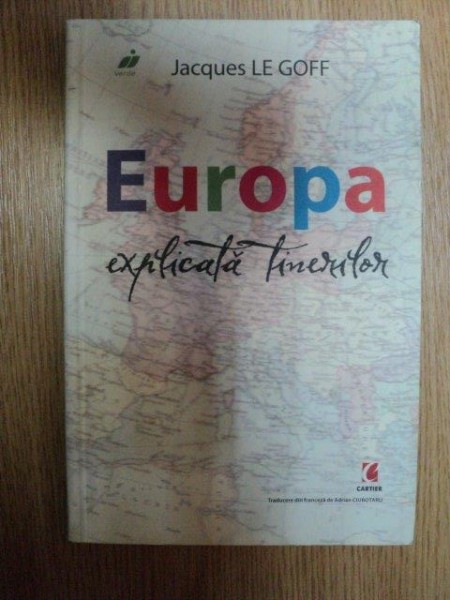 Jacques LE GOFF
Europa
explicată tinerilor
CARTIER
Traducere din franceză de Adrian CIUBOTARU